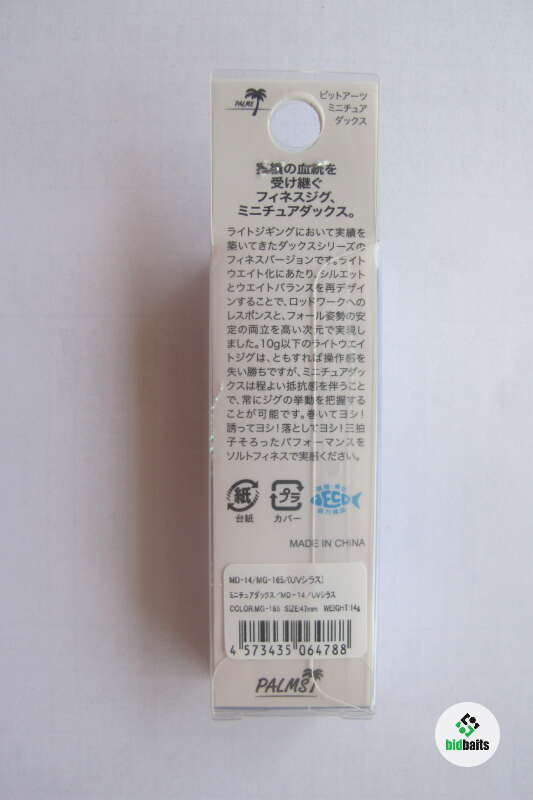 PALMS
ピットアーツ
ミニチュア
ダックス
実績の血統を
受け継ぐ
フィネスジグ、
ミニチュアダックス。
ライトジギングにおいて実績を
築いてきたダックスシリーズの
フィネスバージョンです。ライト
ウエイト化にあたり、シルエット
とウエイトバランスを再デザイ
ンすることで、ロッドワークへの
レスポンスと、フォール姿勢の安
定の両立を高い次元で実現し
ました。10g以下のライトウエイ
トジグは、ともすれば操作感を
失い勝ちですが、ミニチュアダッ
クスは程よい抵抗感を伴うこと
で、常にジグの挙動を把握する
ことが可能です。巻いてヨシ!
誘ってヨシ!落としてヨシ!三拍
子そろったパフォーマンスを
ソルトフィネスで実感ください。
紙 プラ ECO
台紙 カバー
MADE IN CHINA
MD-14/MG-165/(UVシラス)
ミニチュアダックス/MD-14/UVシラス
COLOR:MG-165 SIZE:42mm WEIGHT:14g
4 573435 064788
PALMS
bidbaits